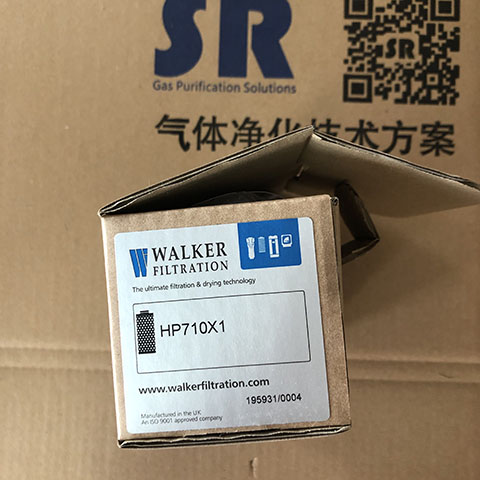 SR
Gas Purification Solutions
SR
气体净化技术方案
WALKER
FILTRATION
The ultimate filtration & drying technology
HP710X1
www.walkerfiltration.com
195931/0004
Manufactured in the UK
An ISO 9001 approved company